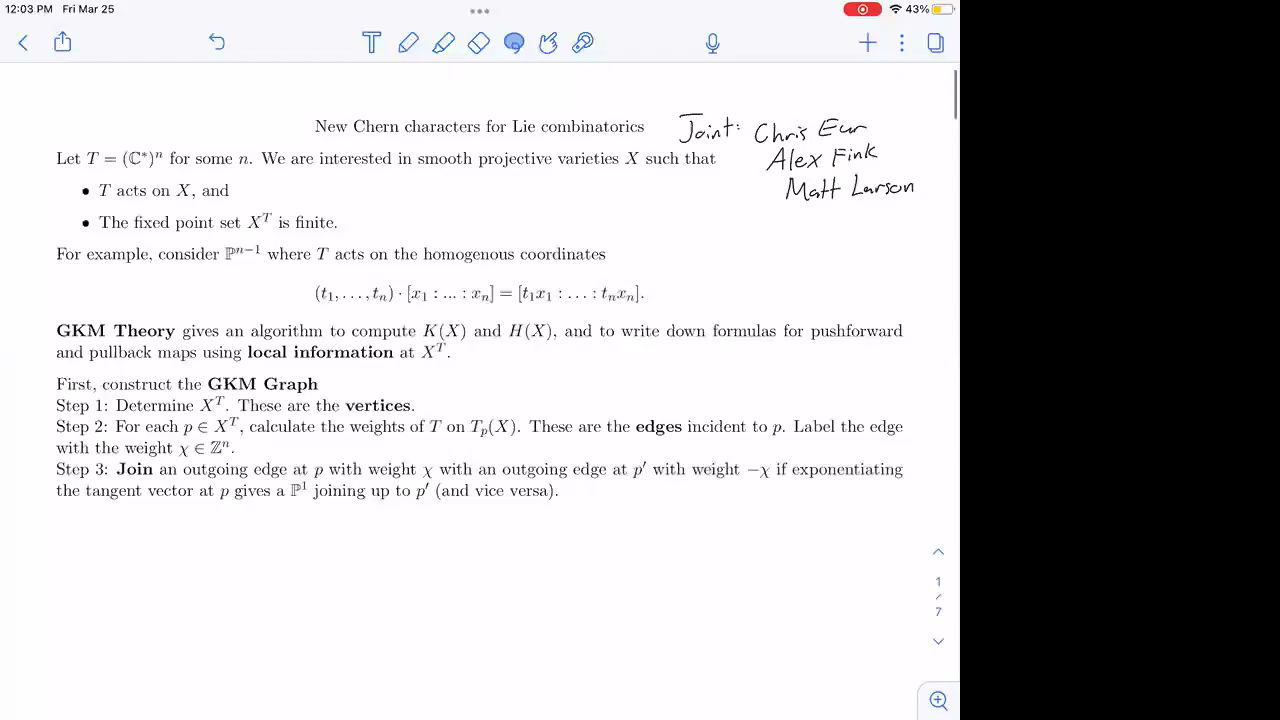 12:03 PM Fri Mar 25
43%
New Chern characters for Lie combinatorics
Joint: Chris Eur
Alex Fink
Matt Larson
Let T = (ℂ*)ⁿ for some n. We are interested in smooth projective varieties X such that
• T acts on X, and
• The fixed point set Xᵀ is finite.
For example, consider ℙⁿ⁻¹ where T acts on the homogenous coordinates
(t₁, . . . , tₙ) · [x₁ : ... : xₙ] = [t₁x₁ : . . . : tₙxₙ].
GKM Theory gives an algorithm to compute K(X) and H(X), and to write down formulas for pushforward
and pullback maps using local information at Xᵀ.
First, construct the GKM Graph
Step 1: Determine Xᵀ. These are the vertices.
Step 2: For each p ∈ Xᵀ, calculate the weights of T on Tₚ(X). These are the edges incident to p. Label the edge
with the weight χ ∈ ℤⁿ.
Step 3: Join an outgoing edge at p with weight χ with an outgoing edge at p′ with weight −χ if exponentiating
the tangent vector at p gives a ℙ¹ joining up to p′ (and vice versa).
1
/
7